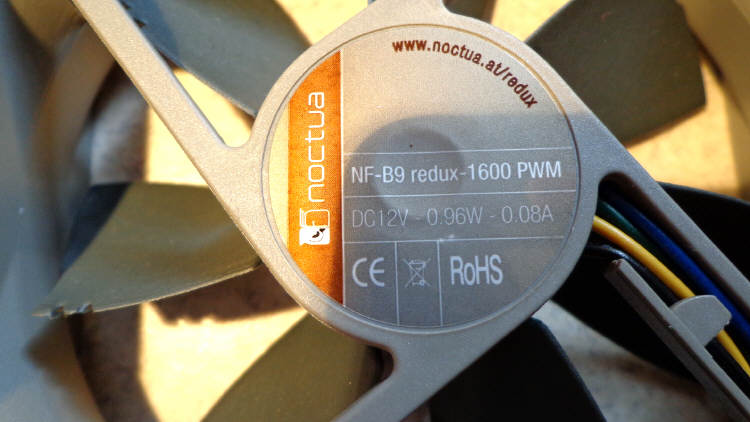 www.noctua.at/redux
noctua
NF-B9 redux-1600 PWM
DC12V - 0.96W - 0.08A
CE
RoHS